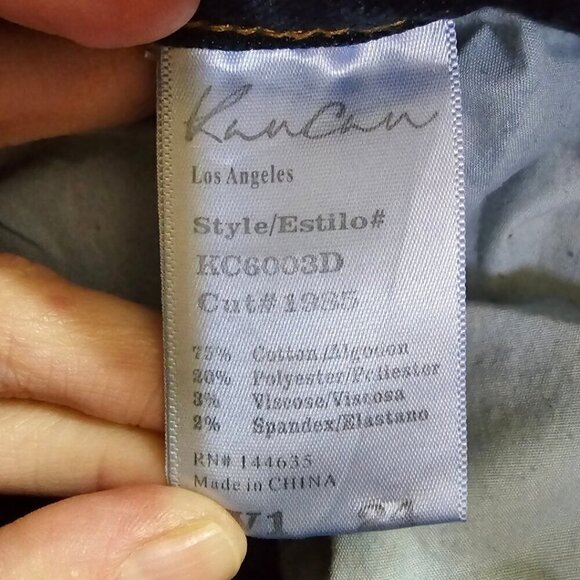 KanCan
Los Angeles
Style/Estilo#
KC6003D
Cut# 1985
75% Cotton/Algodon
20% Polyester/Poliester
3% Viscose/Viscosa
2% Spandex/Elastano
RN# 144635
Made in CHINA